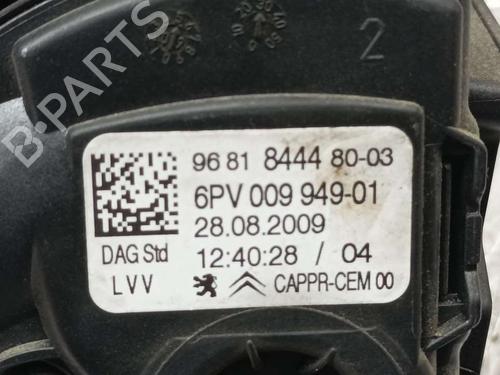 2
96 81 8444 80-03
6PV 009 949-01
28.08.2009
DAG Std 12:40:28 / 04
LVV CAPPR-CEM 00
B-PARTS